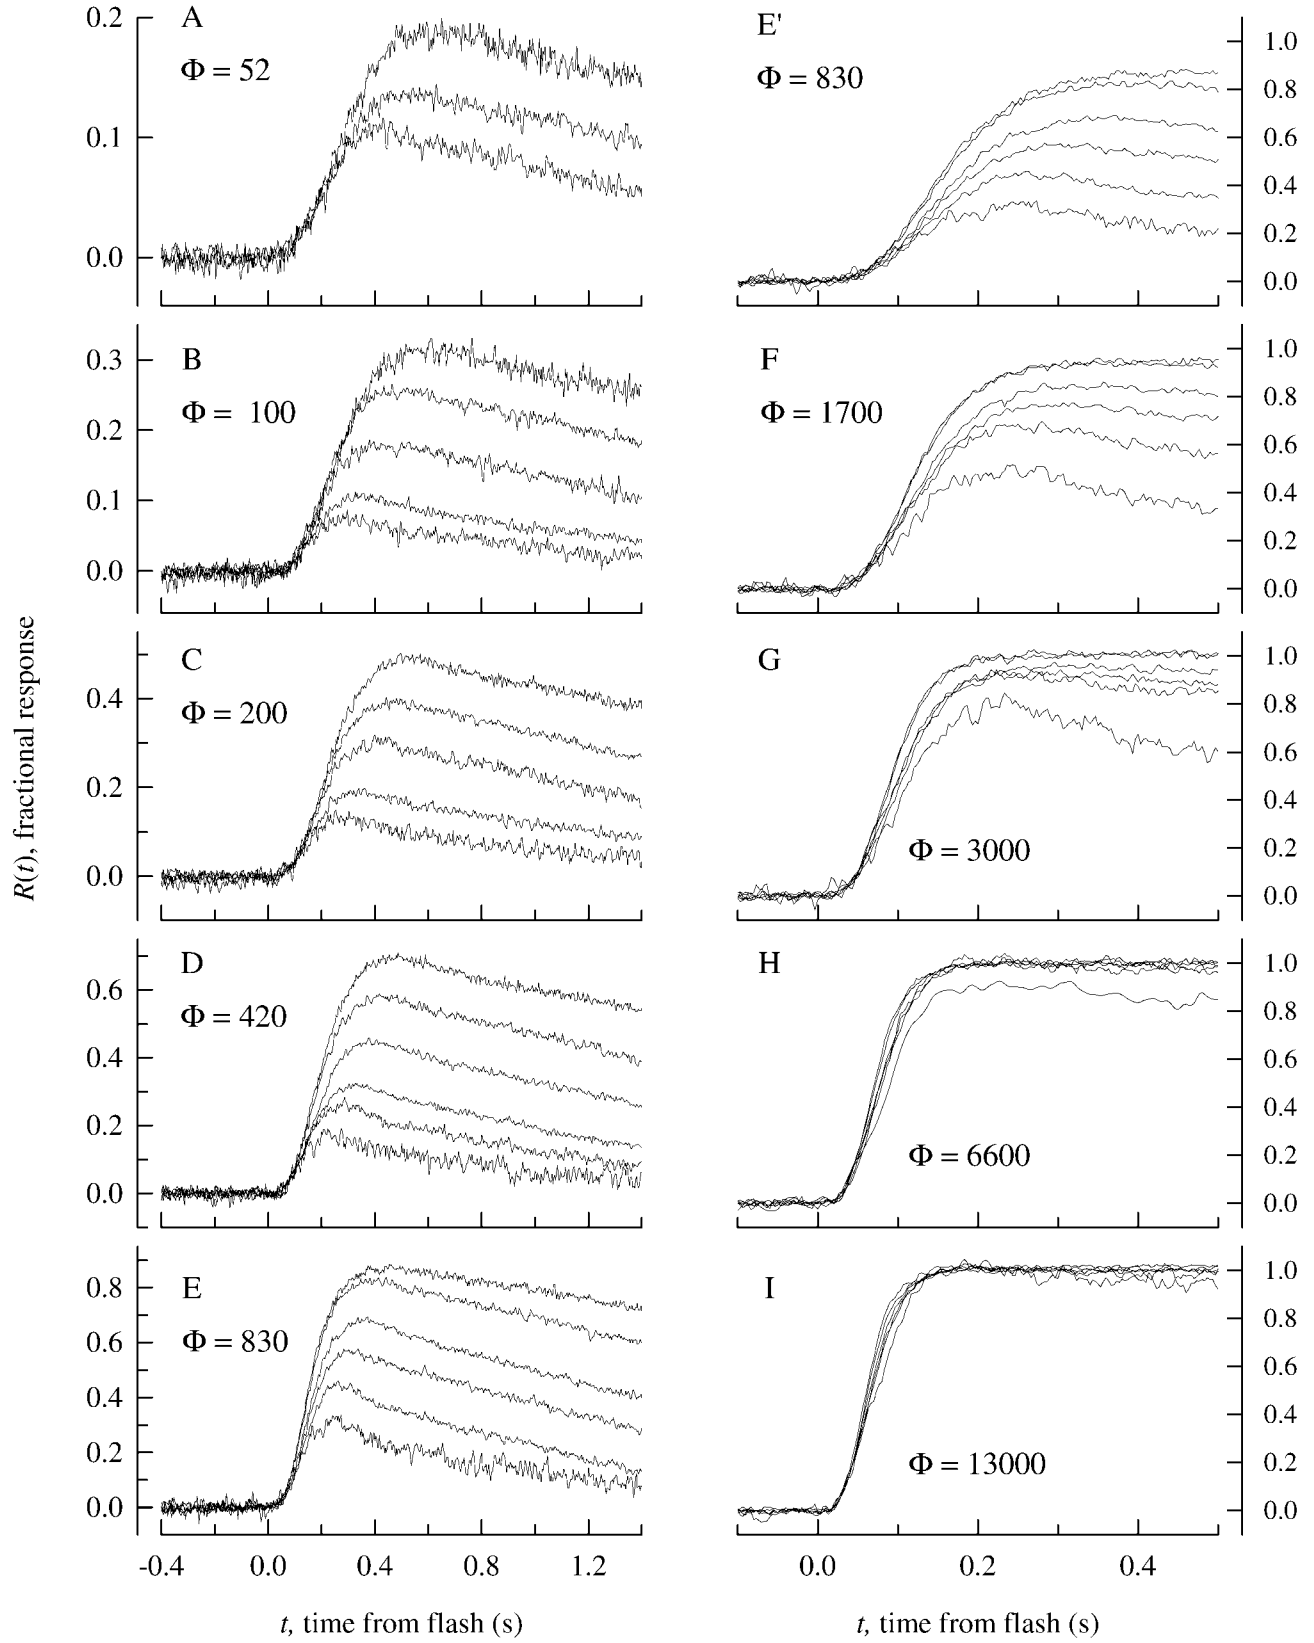 A
Φ = 52
0.2
0.1
0.0
B
Φ = 100
0.3
0.2
0.1
0.0
C
Φ = 200
0.4
0.2
0.0
D
Φ = 420
0.6
0.4
0.2
0.0
E
Φ = 830
0.8
0.6
0.4
0.2
0.0
-0.4 0.0 0.4 0.8 1.2
t, time from flash (s)
R(t), fractional response
E'
Φ = 830
1.0
0.8
0.6
0.4
0.2
0.0
F
Φ = 1700
1.0
0.8
0.6
0.4
0.2
0.0
G
Φ = 3000
1.0
0.8
0.6
0.4
0.2
0.0
H
Φ = 6600
1.0
0.8
0.6
0.4
0.2
0.0
I
Φ = 13000
1.0
0.8
0.6
0.4
0.2
0.0
0.0 0.2 0.4
t, time from flash (s)